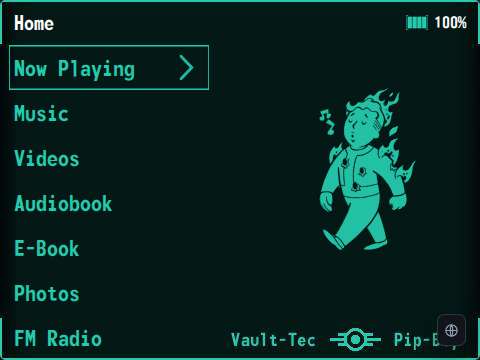 Home
100%
Now Playing
Music
Videos
Audiobook
E-Book
Photos
FM Radio
Vault-Tec